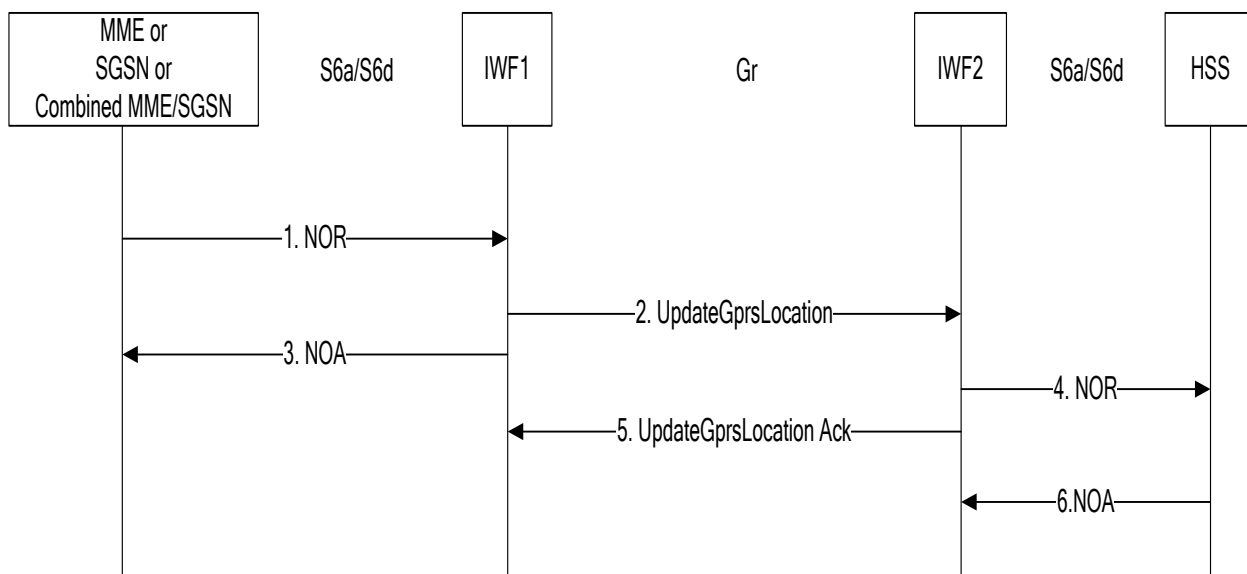 MME or
SGSN or
Combined MME/SGSN
S6a/S6d
IWF1
Gr
IWF2
S6a/S6d
HSS
1. NOR
2. UpdateGprsLocation
3. NOA
4. NOR
5. UpdateGprsLocation Ack
6.NOA